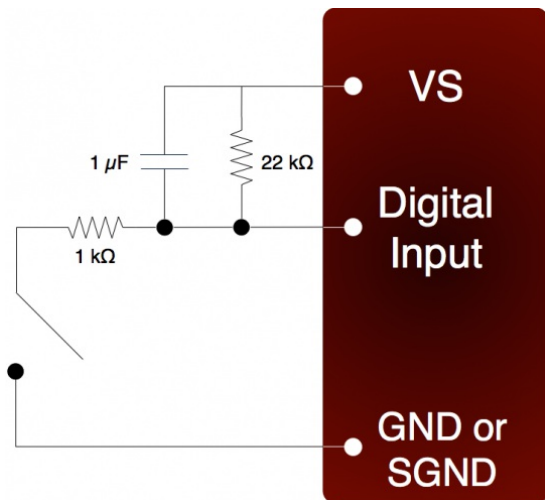 VS
1 µF
22 kΩ
Digital
Input
1 kΩ
GND or
SGND